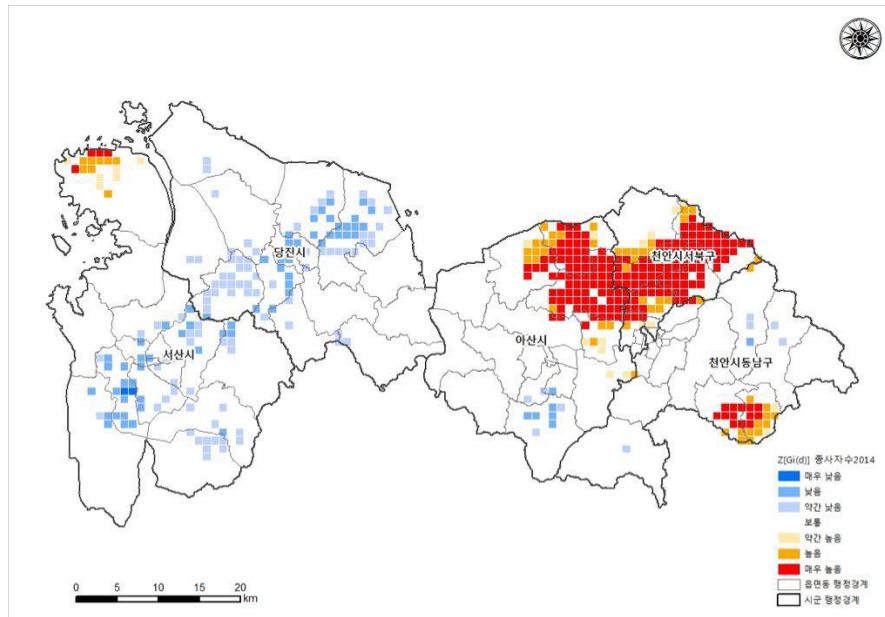 당진시
천안시서북구
서산시
아산시
천안시동남구
Z[Gi(d)] 종사자수2014
매우 낮음
낮음
약간 낮음
보통
약간 높음
높음
매우 높음
읍면동 행정경계
시군 행정경계
0 5 10 15 20
km